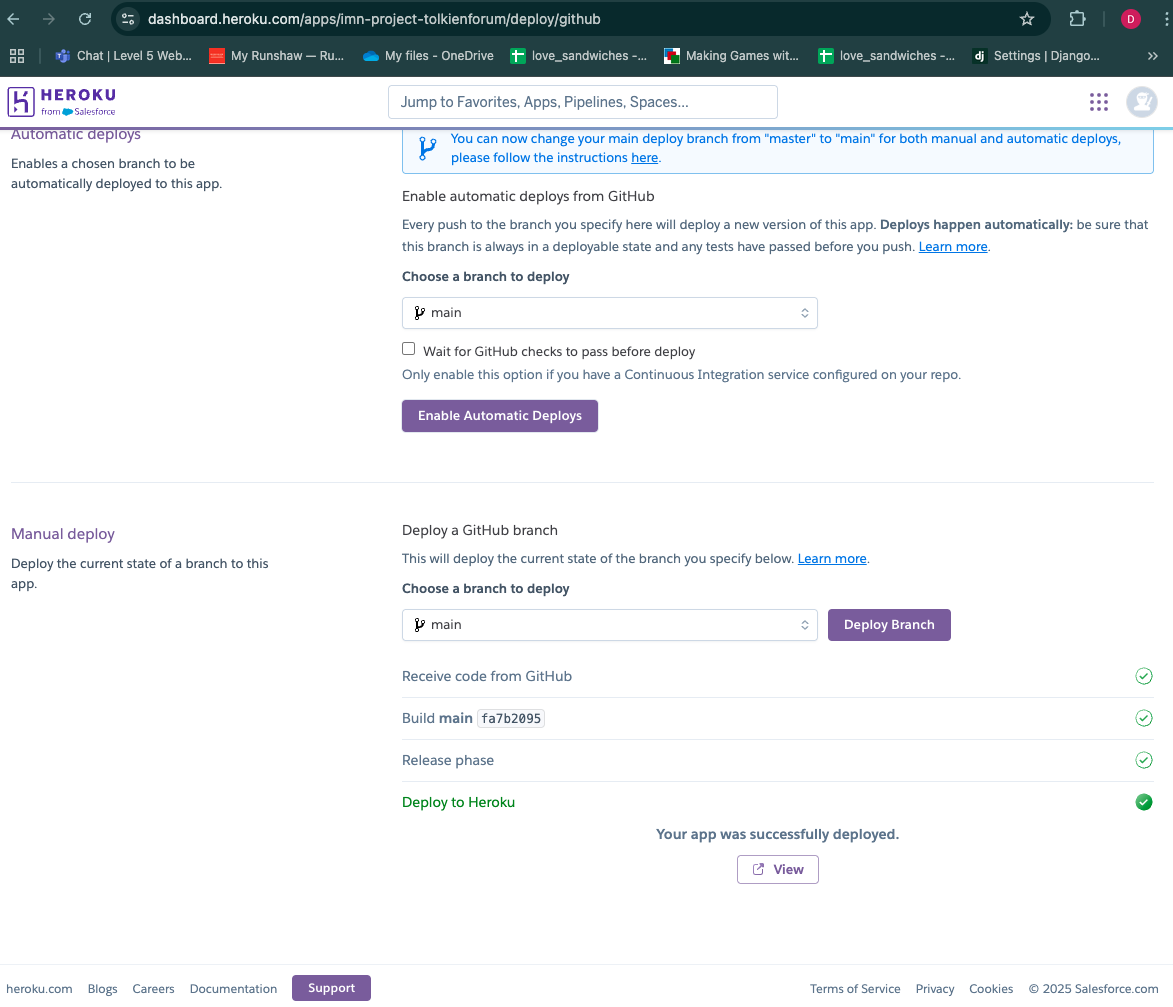 dashboard.heroku.com/apps/imn-project-tolkienforum/deploy/github
D
Chat | Level 5 Web...
My Runshaw — Ru...
My files - OneDrive
love_sandwiches -...
Making Games wit...
love_sandwiches -...
dj Settings | Django...
HEROKU
from Salesforce
Jump to Favorites, Apps, Pipelines, Spaces...
Automatic deploys
Enables a chosen branch to be
automatically deployed to this app.
You can now change your main deploy branch from "master" to "main" for both manual and automatic deploys,
please follow the instructions here.
Enable automatic deploys from GitHub
Every push to the branch you specify here will deploy a new version of this app. Deploys happen automatically: be sure that
this branch is always in a deployable state and any tests have passed before you push. Learn more.
Choose a branch to deploy
main
Wait for GitHub checks to pass before deploy
Only enable this option if you have a Continuous Integration service configured on your repo.
Enable Automatic Deploys
Manual deploy
Deploy the current state of a branch to this
app.
Deploy a GitHub branch
This will deploy the current state of the branch you specify below. Learn more.
Choose a branch to deploy
main
Deploy Branch
Receive code from GitHub
Build main fa7b2095
Release phase
Deploy to Heroku
Your app was successfully deployed.
View
heroku.com
Blogs
Careers
Documentation
Support
Terms of Service
Privacy
Cookies
© 2025 Salesforce.com